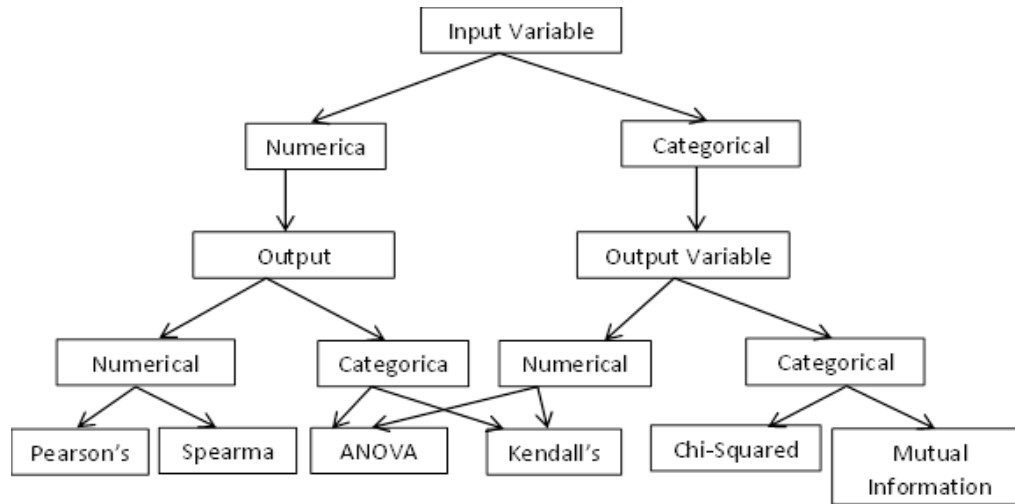 Input Variable
Numerica
Categorical
Output
Output Variable
Numerical
Categorica
Numerical
Categorical
Pearson's
Spearma
ANOVA
Kendall's
Chi-Squared
Mutual
Information